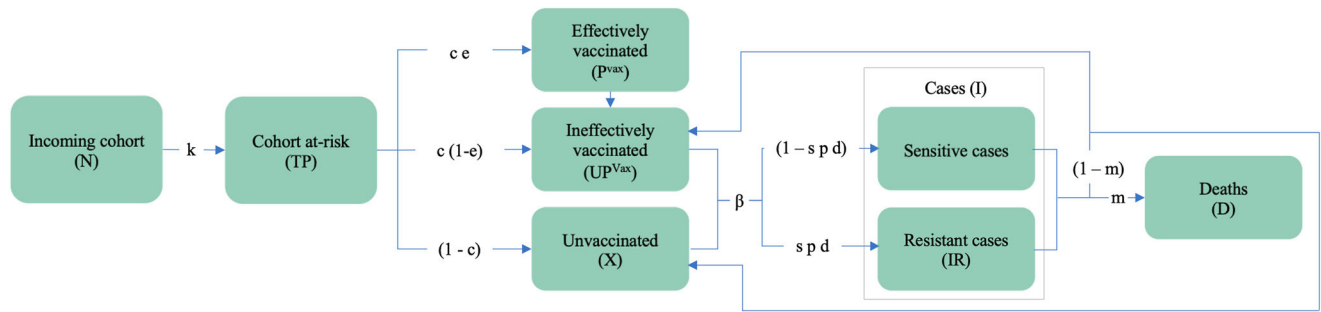 Incoming cohort
(N)
k
Cohort at-risk
(TP)
c e
c (1-e)
(1 - c)
Effectively
vaccinated
(Pvax)
Ineffectively
vaccinated
(UPVax)
Unvaccinated
(X)
β
(1 – s p d)
s p d
Cases (I)
Sensitive cases
Resistant cases
(IR)
(1 – m)
m
Deaths
(D)